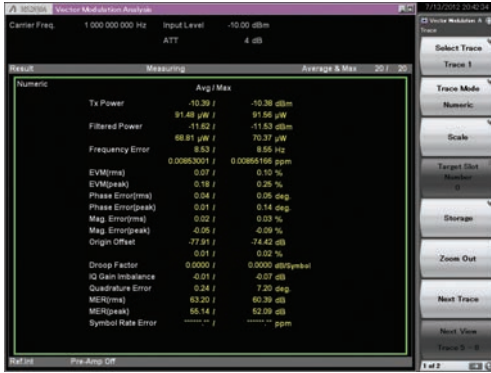 MS269xA Vector Modulation Analysis
7/13/2012 20:42:34
Carrier Freq. 1 000 000 000 Hz Input Level -10.00 dBm
ATT 4 dB
Result Measuring Average & Max 20 / 20
Numeric
Avg / Max
Tx Power -10.39 / -10.38 dBm
91.48 µW / 91.56 µW
Filtered Power -11.62 / -11.53 dBm
68.81 µW / 70.37 µW
Frequency Error 8.53 / 8.55 Hz
0.00853001 / 0.00855166 ppm
EVM(rms) 0.07 / 0.10 %
EVM(peak) 0.18 / 0.25 %
Phase Error(rms) 0.04 / 0.05 deg.
Phase Error(peak) 0.01 / 0.14 deg.
Mag. Error(rms) 0.02 / 0.03 %
Mag. Error(peak) -0.05 / -0.09 %
Origin Offset -77.91 / -74.42 dB
0.01 / 0.02 %
Droop Factor 0.0000 / 0.0000 dB/Symbol
IQ Gain Imbalance -0.01 / -0.07 dB
Quadrature Error 0.24 / 7.20 deg.
MER(rms) 63.20 / 60.39 dB
MER(peak) 55.14 / 52.09 dB
Symbol Rate Error ------.-- / ------.-- ppm
Ref.Int Pre-Amp Off
Vector Modulation A
Trace
Select Trace
Trace 1
Trace Mode
Numeric
Scale
Target Slot
Number
0
Storage
Zoom Out
Next Trace
Next View
Trace 5 - 8
1 of 2